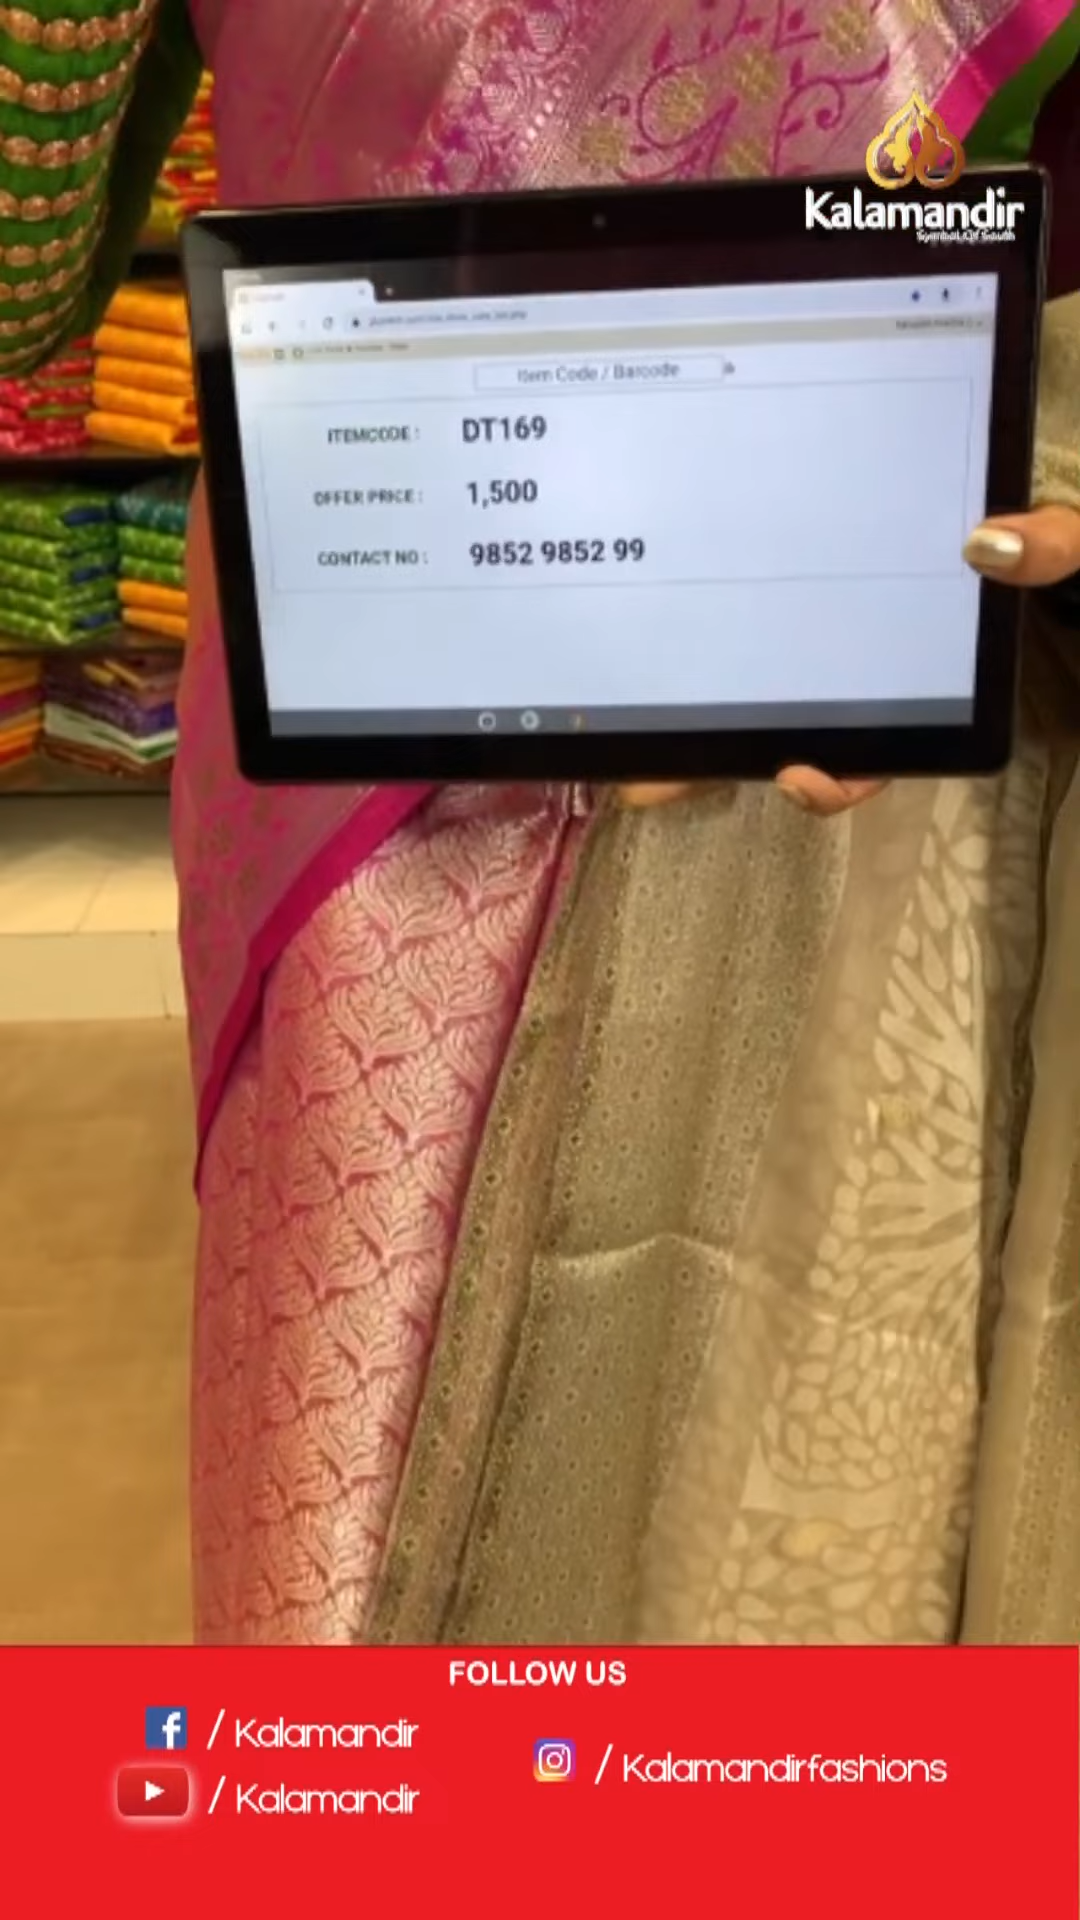 Kalamandir
Symbol Of South
Item Code / Barcode
ITEMCODE : DT169
OFFER PRICE : 1,500
CONTACT NO : 9852 9852 99
FOLLOW US
/ Kalamandir
/ Kalamandirfashions
/ Kalamandir